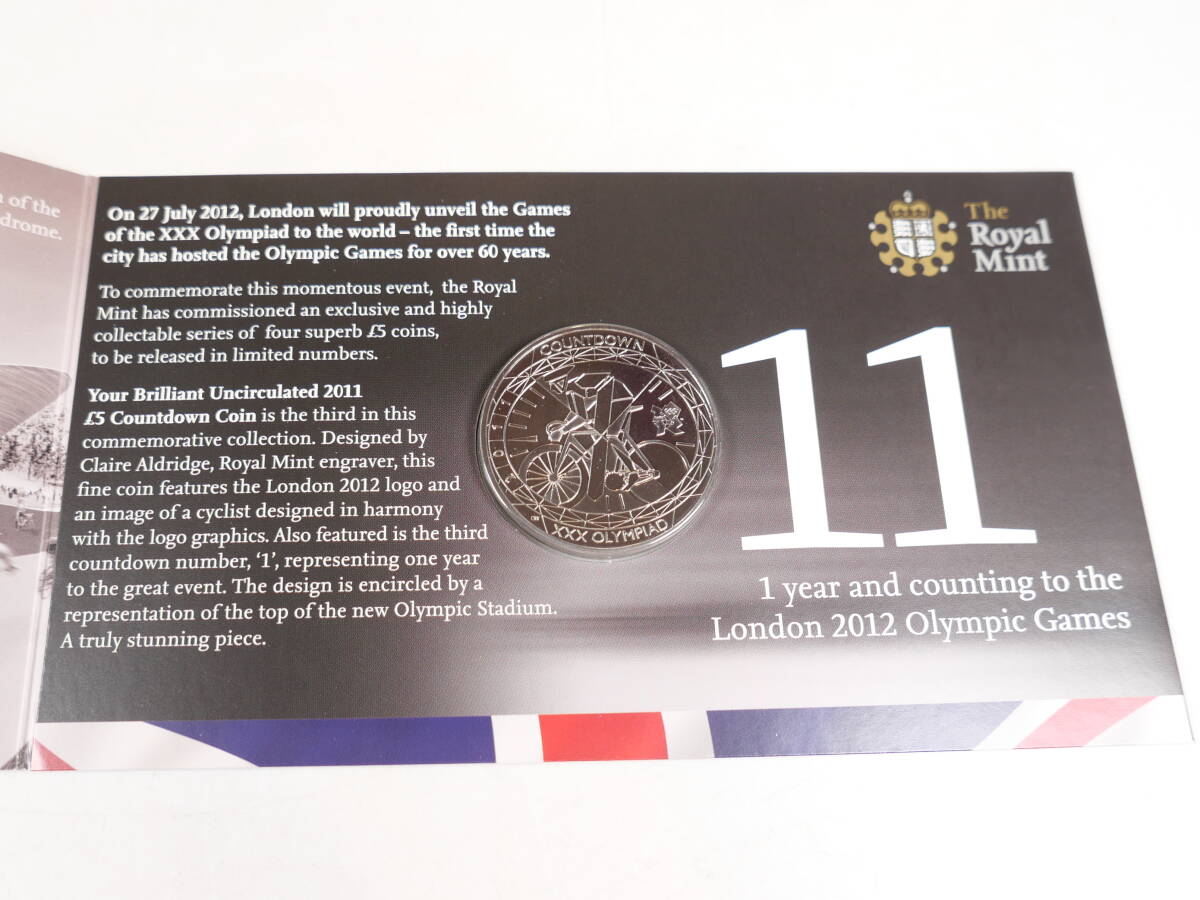 n of the
drome.
On 27 July 2012, London will proudly unveil the Games
of the XXX Olympiad to the world – the first time the
city has hosted the Olympic Games for over 60 years.
To commemorate this momentous event, the Royal
Mint has commissioned an exclusive and highly
collectable series of four superb £5 coins,
to be released in limited numbers.
Your Brilliant Uncirculated 2011
£5 Countdown Coin is the third in this
commemorative collection. Designed by
Claire Aldridge, Royal Mint engraver, this
fine coin features the London 2012 logo and
an image of a cyclist designed in harmony
with the logo graphics. Also featured is the third
countdown number, ‘1’, representing one year
to the great event. The design is encircled by a
representation of the top of the new Olympic Stadium.
A truly stunning piece.
COUNTDOWN
1
XXX OLYMPIAD
The
Royal
Mint
11
1 year and counting to the
London 2012 Olympic Games